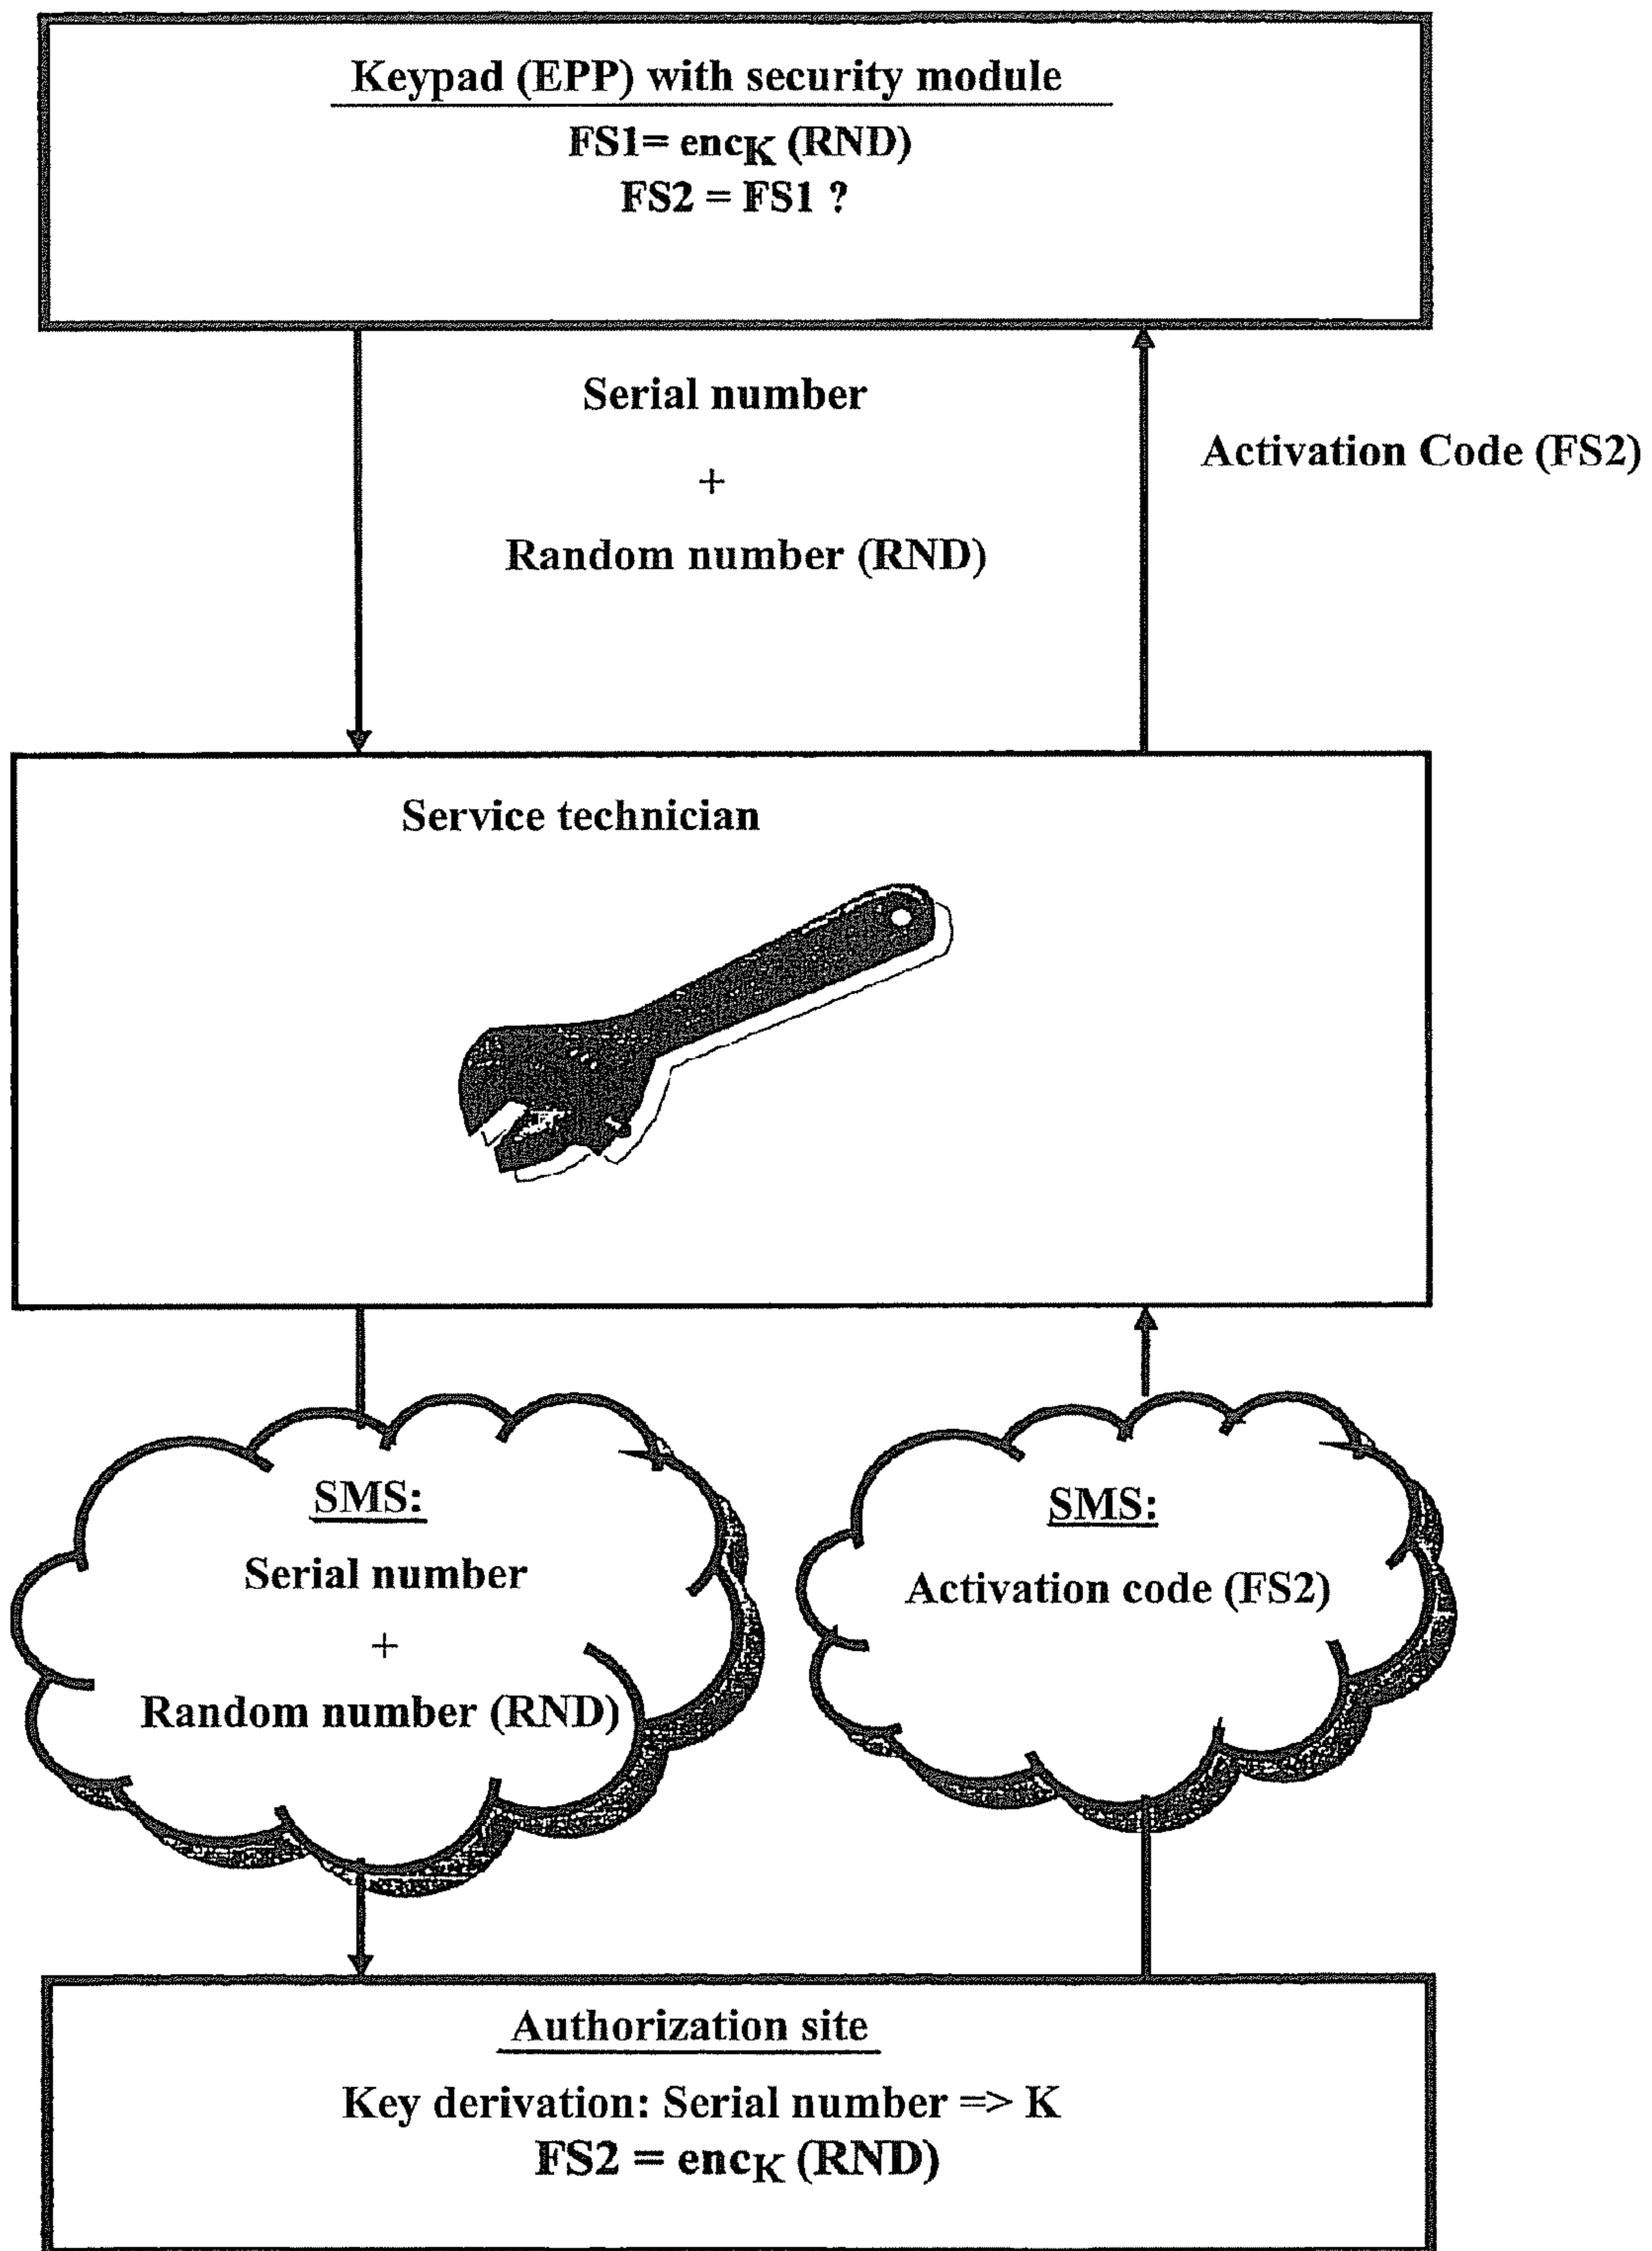 Keypad (EPP) with security module
FS1= encK (RND)
FS2 = FS1 ?
Serial number
+
Random number (RND)
Activation Code (FS2)
Service technician
SMS:
Serial number
+
Random number (RND)
SMS:
Activation code (FS2)
Authorization site
Key derivation: Serial number => K
FS2 = encK (RND)